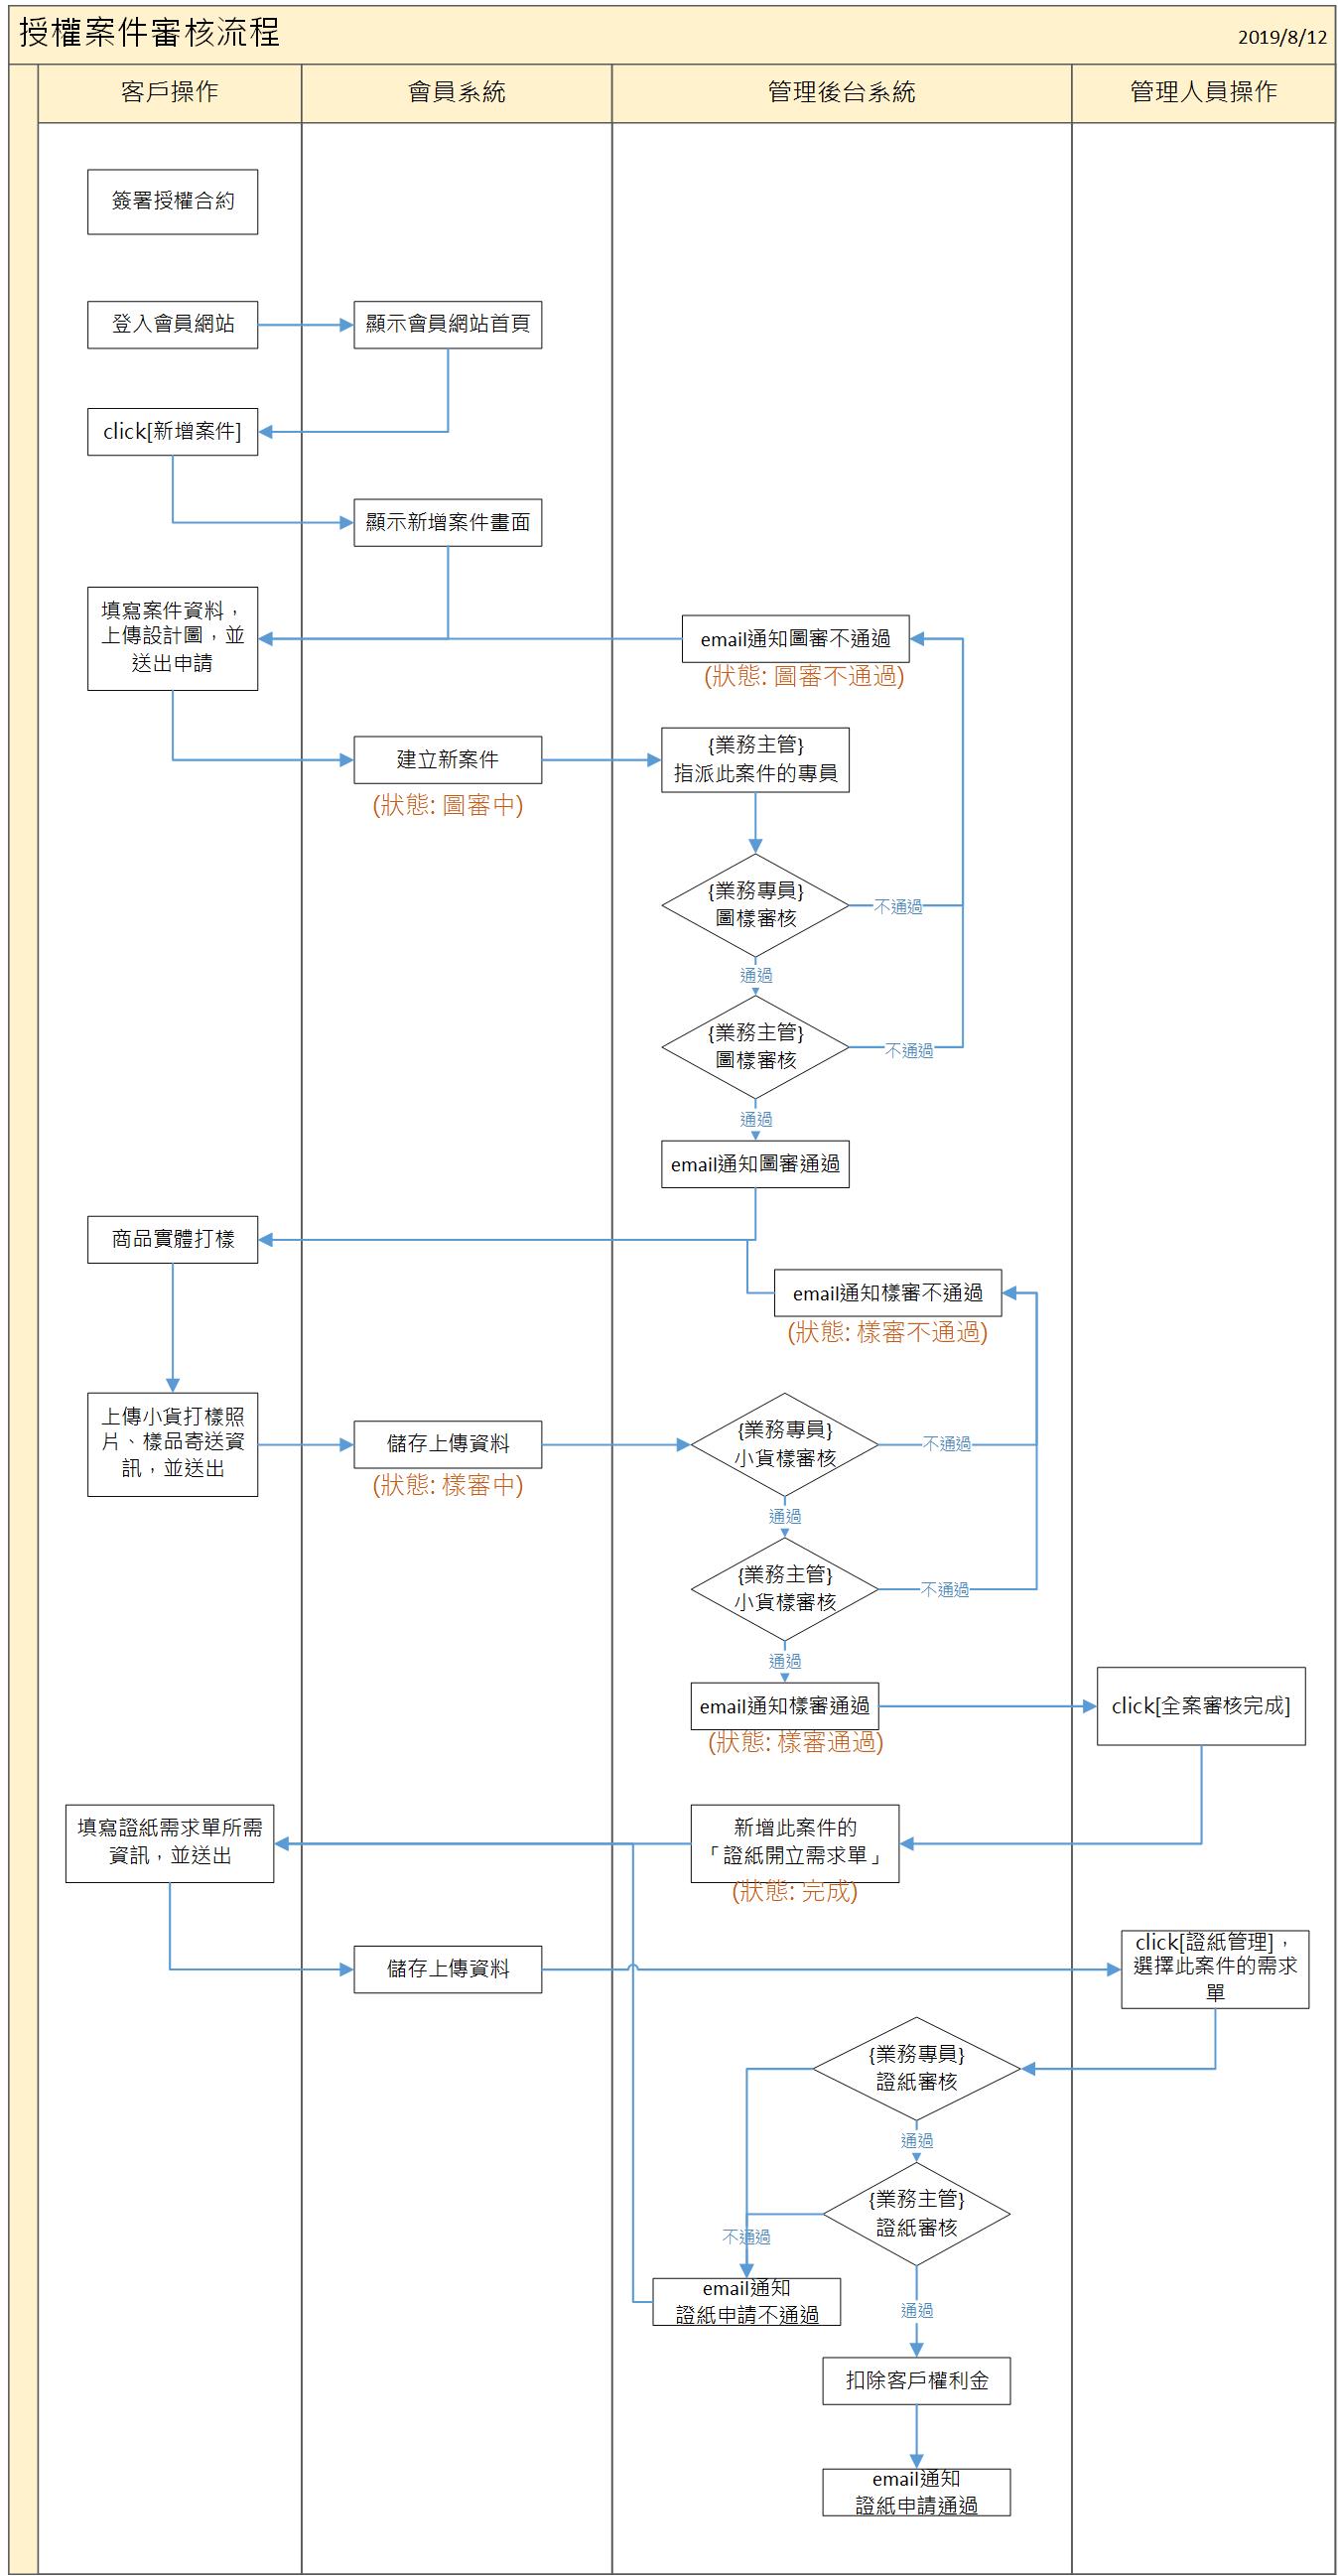 授權案件審核流程
2019/8/12
客戶操作
會員系統
管理後台系統
管理人員操作
簽署授權合約
登入會員網站
顯示會員網站首頁
click[新增案件]
顯示新增案件畫面
填寫案件資料，
上傳設計圖，並
送出申請
email通知圖審不通過
(狀態: 圖審不通過)
建立新案件
(狀態: 圖審中)
{業務主管}
指派此案件的專員
{業務專員}
圖樣審核
不通過
通過
{業務主管}
圖樣審核
不通過
通過
email通知圖審通過
商品實體打樣
email通知樣審不通過
(狀態: 樣審不通過)
上傳小貨打樣照
片、樣品寄送資
訊，並送出
儲存上傳資料
(狀態: 樣審中)
{業務專員}
小貨樣審核
不通過
通過
{業務主管}
小貨樣審核
不通過
通過
email通知樣審通過
(狀態: 樣審通過)
click[全案審核完成]
填寫證紙需求單所需
資訊，並送出
新增此案件的
「證紙開立需求單」
(狀態: 完成)
儲存上傳資料
click[證紙管理]，
選擇此案件的需求
單
{業務專員}
證紙審核
通過
{業務主管}
證紙審核
不通過
email通知
證紙申請不通過
通過
扣除客戶權利金
email通知
證紙申請通過